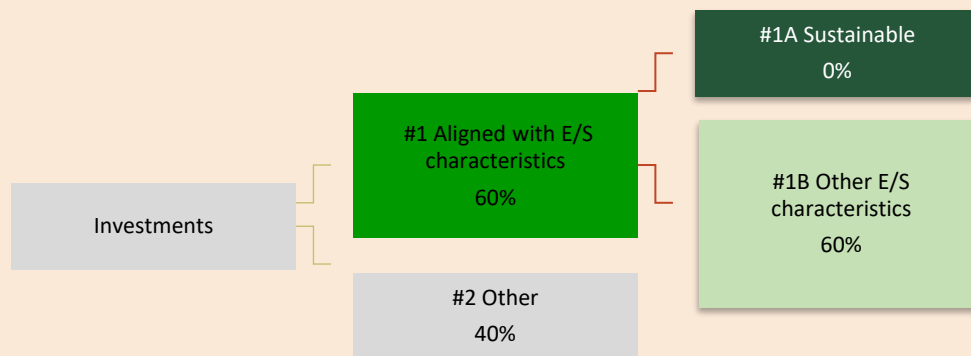 #1A Sustainable
0%
#1 Aligned with E/S
characteristics
60%
#1B Other E/S
characteristics
60%
Investments
#2 Other
40%